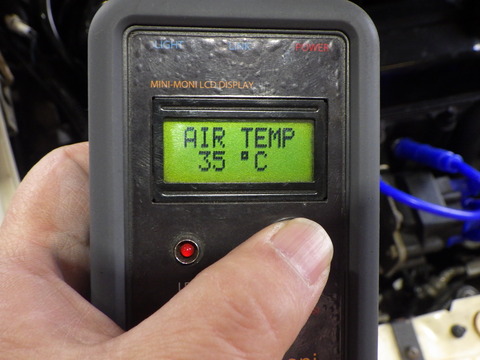 LIGHT LINK POWER
MINI-MONI LCD DISPLAY
AIR TEMP
35 °C